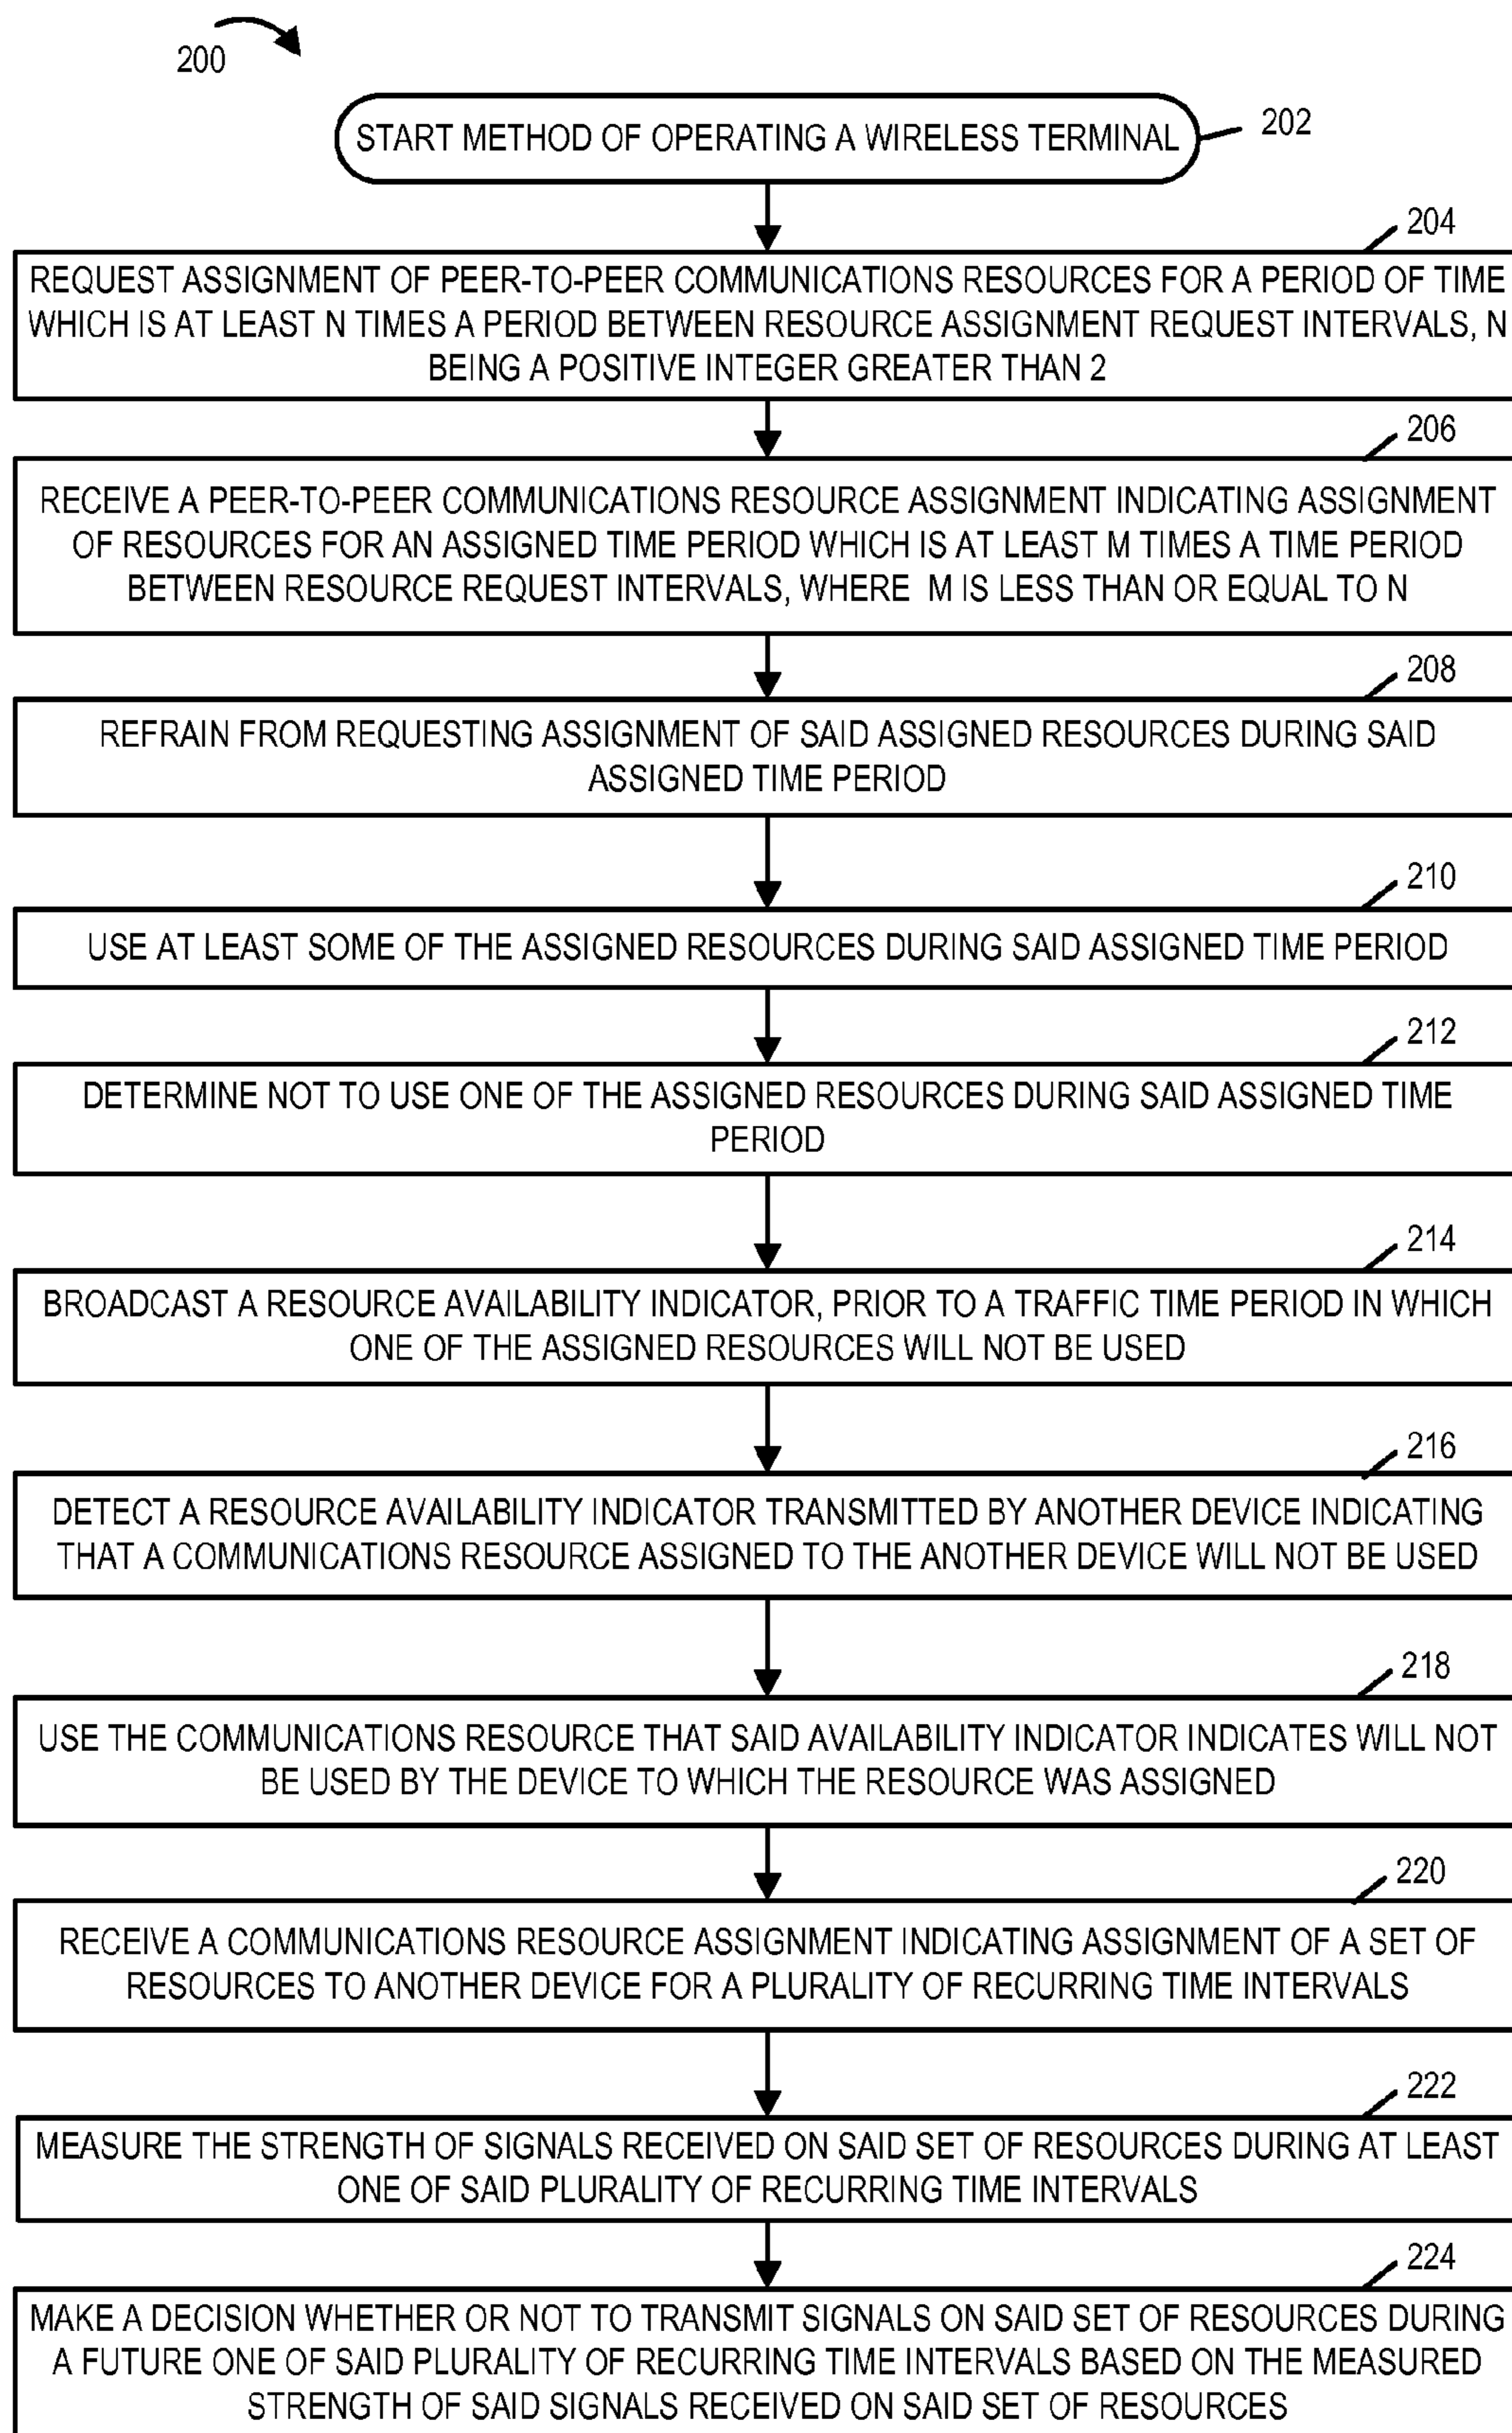 200
START METHOD OF OPERATING A WIRELESS TERMINAL
202
204
REQUEST ASSIGNMENT OF PEER-TO-PEER COMMUNICATIONS RESOURCES FOR A PERIOD OF TIME
WHICH IS AT LEAST N TIMES A PERIOD BETWEEN RESOURCE ASSIGNMENT REQUEST INTERVALS, N
BEING A POSITIVE INTEGER GREATER THAN 2
206
RECEIVE A PEER-TO-PEER COMMUNICATIONS RESOURCE ASSIGNMENT INDICATING ASSIGNMENT
OF RESOURCES FOR AN ASSIGNED TIME PERIOD WHICH IS AT LEAST M TIMES A TIME PERIOD
BETWEEN RESOURCE REQUEST INTERVALS, WHERE M IS LESS THAN OR EQUAL TO N
208
REFRAIN FROM REQUESTING ASSIGNMENT OF SAID ASSIGNED RESOURCES DURING SAID
ASSIGNED TIME PERIOD
210
USE AT LEAST SOME OF THE ASSIGNED RESOURCES DURING SAID ASSIGNED TIME PERIOD
212
DETERMINE NOT TO USE ONE OF THE ASSIGNED RESOURCES DURING SAID ASSIGNED TIME
PERIOD
214
BROADCAST A RESOURCE AVAILABILITY INDICATOR, PRIOR TO A TRAFFIC TIME PERIOD IN WHICH
ONE OF THE ASSIGNED RESOURCES WILL NOT BE USED
216
DETECT A RESOURCE AVAILABILITY INDICATOR TRANSMITTED BY ANOTHER DEVICE INDICATING
THAT A COMMUNICATIONS RESOURCE ASSIGNED TO THE ANOTHER DEVICE WILL NOT BE USED
218
USE THE COMMUNICATIONS RESOURCE THAT SAID AVAILABILITY INDICATOR INDICATES WILL NOT
BE USED BY THE DEVICE TO WHICH THE RESOURCE WAS ASSIGNED
220
RECEIVE A COMMUNICATIONS RESOURCE ASSIGNMENT INDICATING ASSIGNMENT OF A SET OF
RESOURCES TO ANOTHER DEVICE FOR A PLURALITY OF RECURRING TIME INTERVALS
222
MEASURE THE STRENGTH OF SIGNALS RECEIVED ON SAID SET OF RESOURCES DURING AT LEAST
ONE OF SAID PLURALITY OF RECURRING TIME INTERVALS
224
MAKE A DECISION WHETHER OR NOT TO TRANSMIT SIGNALS ON SAID SET OF RESOURCES DURING
A FUTURE ONE OF SAID PLURALITY OF RECURRING TIME INTERVALS BASED ON THE MEASURED
STRENGTH OF SAID SIGNALS RECEIVED ON SAID SET OF RESOURCES